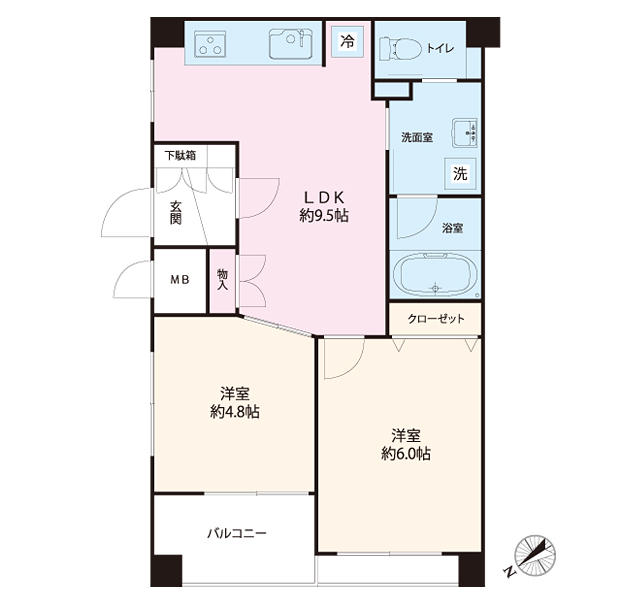 冷
トイレ
洗面室
洗
下駄箱
玄関
LDK
約9.5帖
浴室
MB
物入
クローゼット
洋室
約4.8帖
洋室
約6.0帖
バルコニー
N